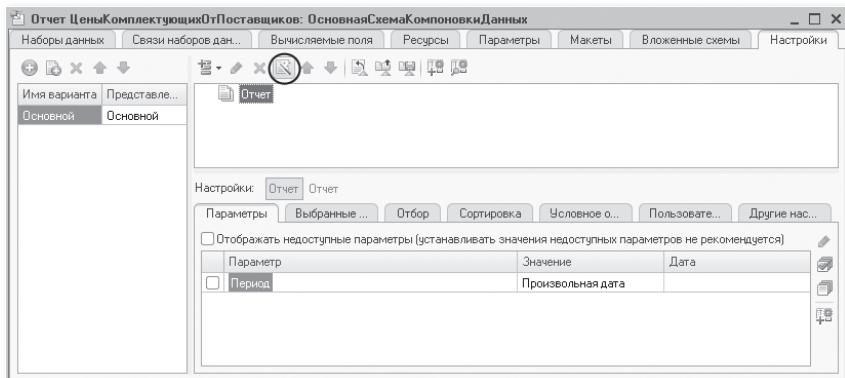 Отчет ЦеныКомплектующихОтПоставщиков: ОсновнаяСхемаКомпоновкиДанных
Наборы данных Связи наборов дан... Вычисляемые поля Ресурсы Параметры Макеты Вложенные схемы Настройки
Имя варианта Представле...
Основной Основной
Отчет
Настройки: Отчет Отчет
Параметры Выбранные ... Отбор Сортировка Условное о... Пользовате... Другие нас...
Отображать недоступные параметры (устанавливать значения недоступных параметров не рекомендуется)
Параметр Значение Дата
Период Произвольная дата